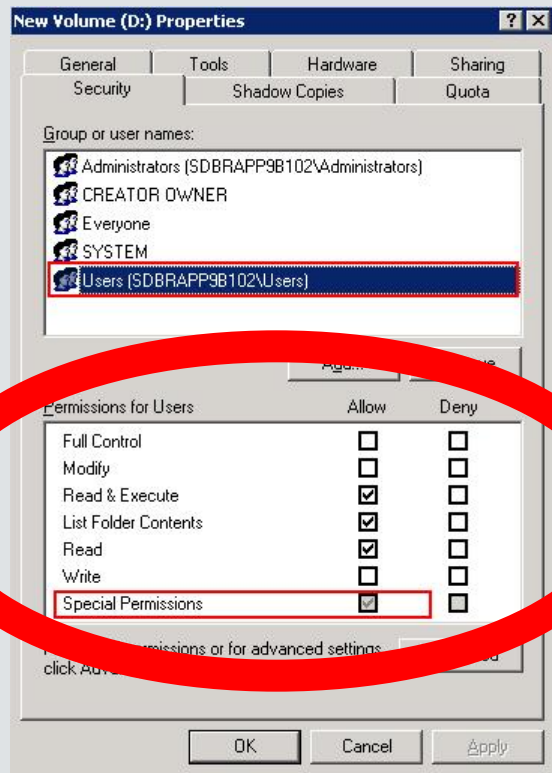 New Volume (D:) Properties
General Tools Hardware Sharing
Security Shadow Copies Quota
Group or user names:
Administrators (SDBRAPP9B102\Administrators)
CREATOR OWNER
Everyone
SYSTEM
Users (SDBRAPP9B102\Users)
Permissions for Users Allow Deny
Full Control
Modify
Read & Execute
List Folder Contents
Read
Write
Special Permissions
or for advanced settings,
click
OK Cancel Apply